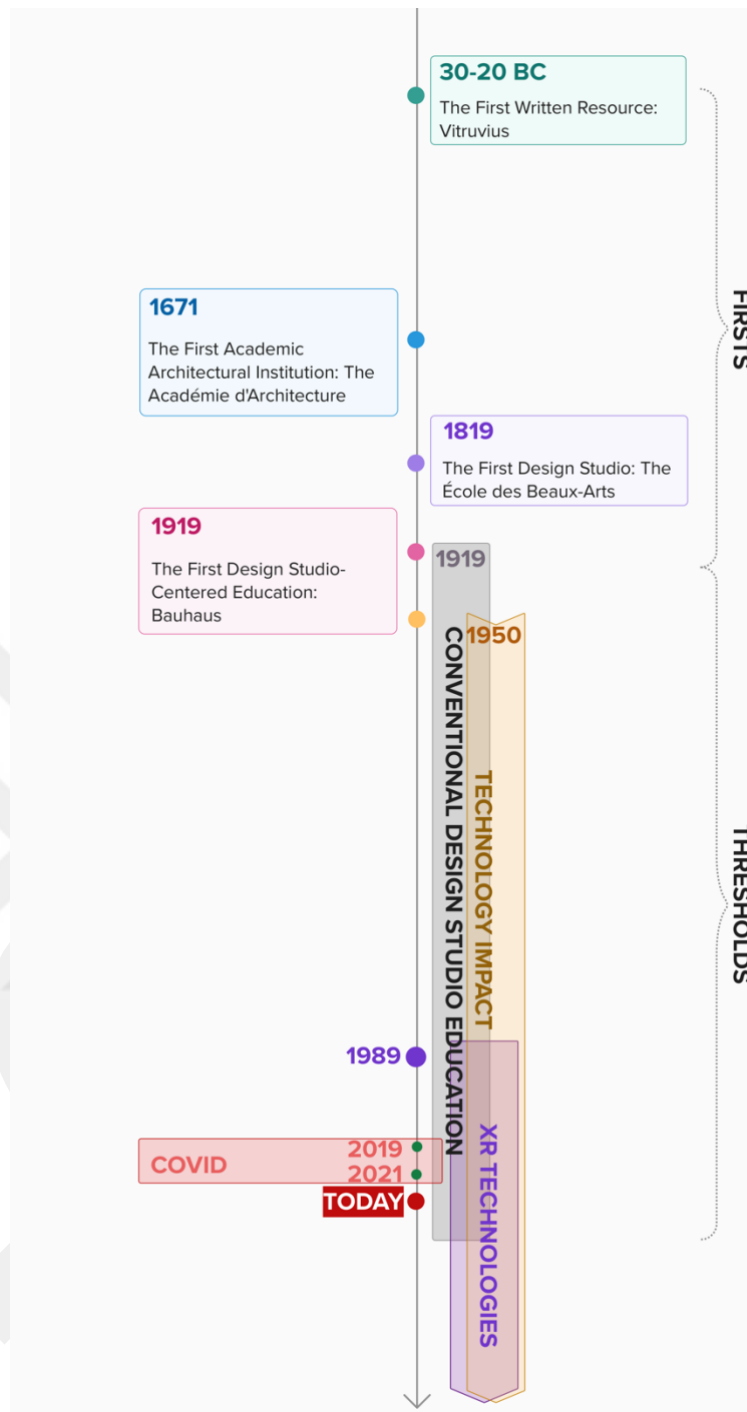 30-20 BC
The First Written Resource:
Vitruvius
FIRSTS
1671
The First Academic
Architectural Institution: The
Académie d'Architecture
1819
The First Design Studio: The
École des Beaux-Arts
1919
The First Design Studio-
Centered Education:
Bauhaus
1919
CONVENTIONAL DESIGN STUDIO EDUCATION
1950
TECHNOLOGY IMPACT
THRESHOLDS
1989
XR TECHNOLOGIES
COVID
2019
2021
TODAY